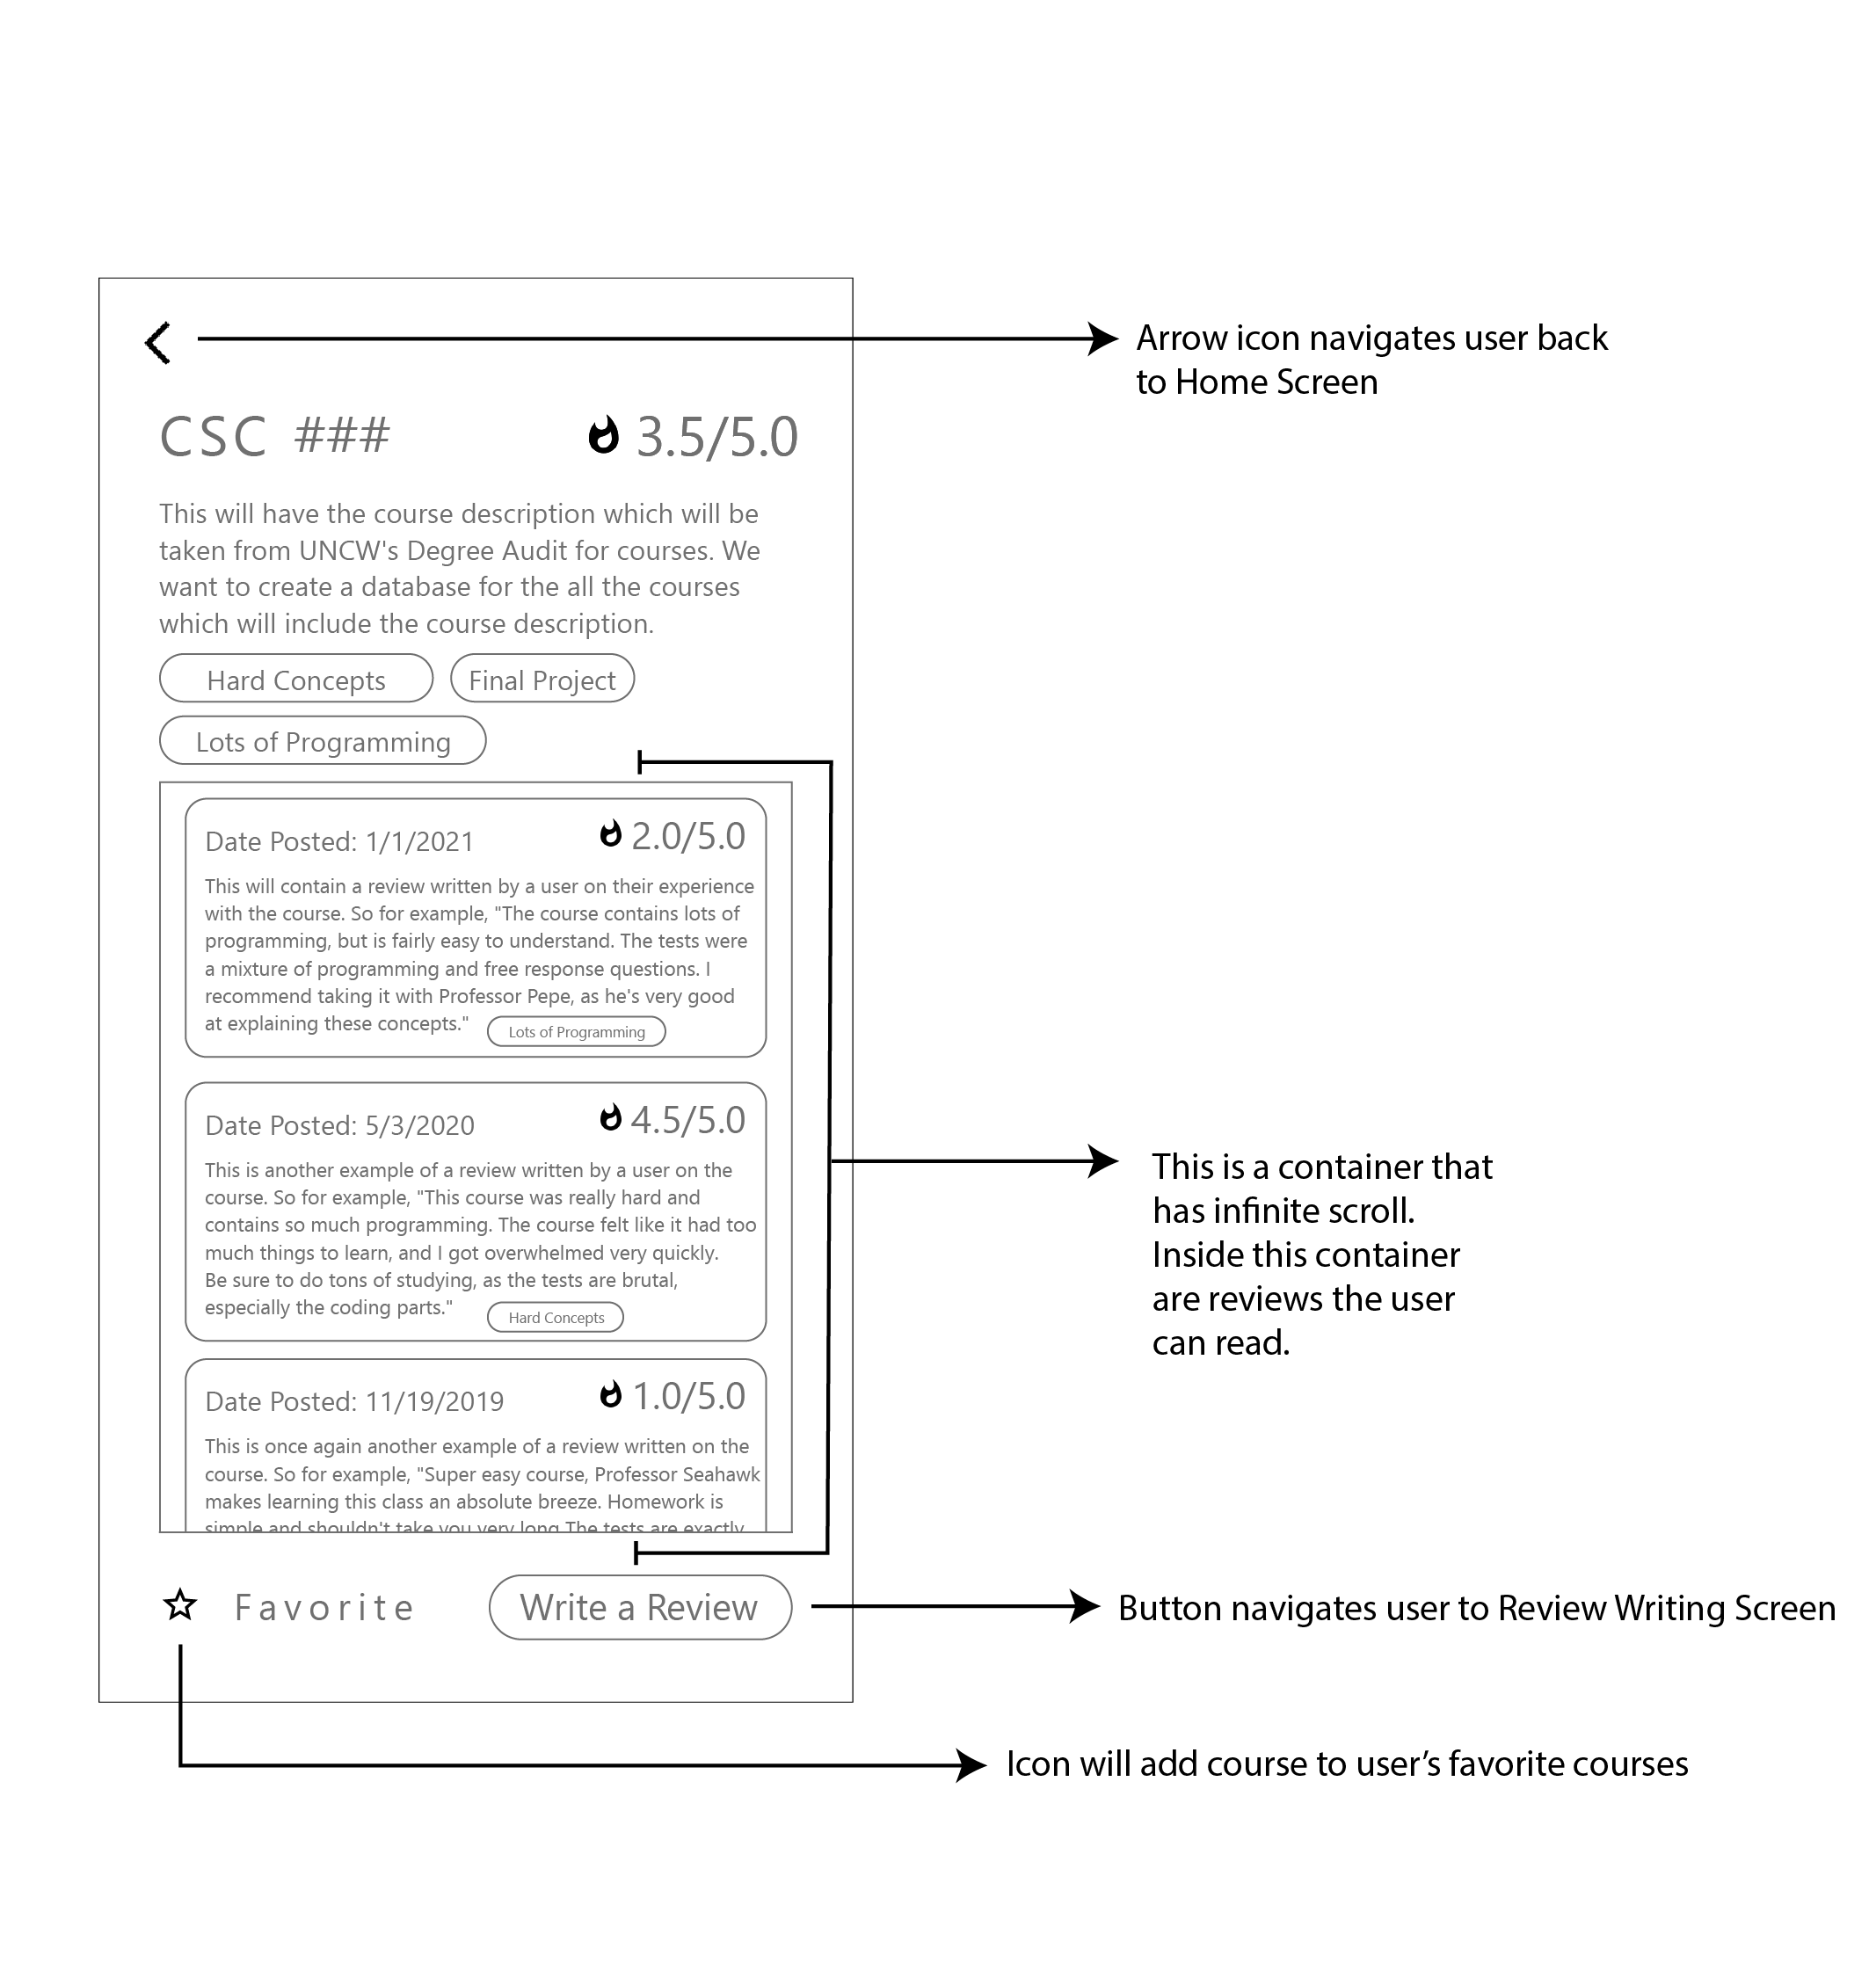 Arrow icon navigates user back
to Home Screen
CSC ###
3.5/5.0
This will have the course description which will be
taken from UNCW's Degree Audit for courses. We
want to create a database for the all the courses
which will include the course description.
Hard Concepts
Final Project
Lots of Programming
Date Posted: 1/1/2021
2.0/5.0
This will contain a review written by a user on their experience
with the course. So for example, "The course contains lots of
programming, but is fairly easy to understand. The tests were
a mixture of programming and free response questions. I
recommend taking it with Professor Pepe, as he's very good
at explaining these concepts."
Lots of Programming
Date Posted: 5/3/2020
4.5/5.0
This is another example of a review written by a user on the
course. So for example, "This course was really hard and
contains so much programming. The course felt like it had too
much things to learn, and I got overwhelmed very quickly.
Be sure to do tons of studying, as the tests are brutal,
especially the coding parts."
Hard Concepts
This is a container that
has infinite scroll.
Inside this container
are reviews the user
can read.
Date Posted: 11/19/2019
1.0/5.0
This is once again another example of a review written on the
course. So for example, "Super easy course, Professor Seahawk
makes learning this class an absolute breeze. Homework is
simple and shouldn't take you very long The tests are exactly
Favorite
Write a Review
Button navigates user to Review Writing Screen
Icon will add course to user’s favorite courses